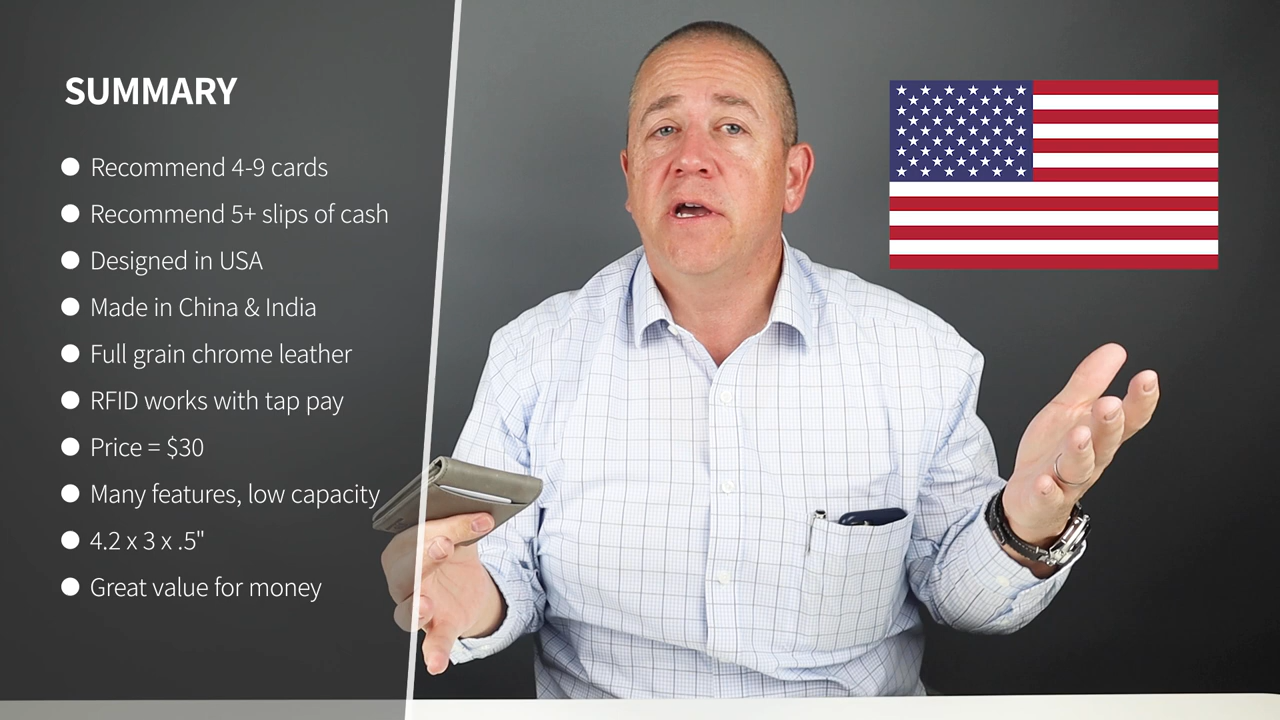 SUMMARY
Recommend 4-9 cards
Recommend 5+ slips of cash
Designed in USA
Made in China & India
Full grain chrome leather
RFID works with tap pay
Price = $30
Many features, low capacity
4.2 x 3 x .5"
Great value for money